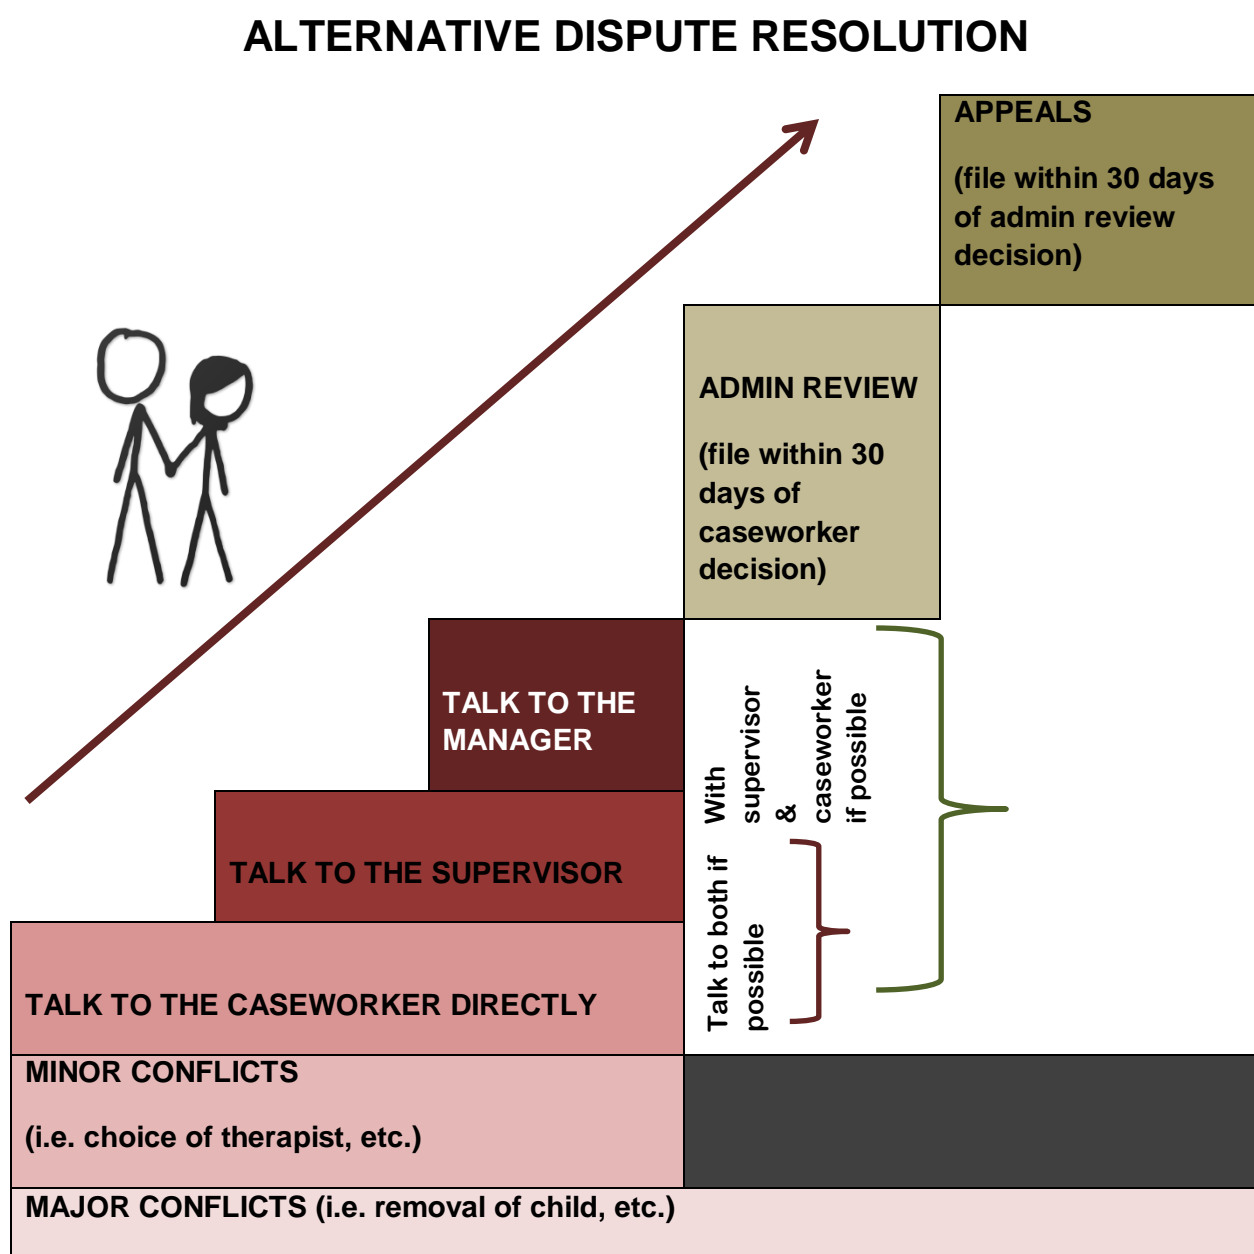 ALTERNATIVE DISPUTE RESOLUTION
APPEALS
(file within 30 days
of admin review
decision)
ADMIN REVIEW
(file within 30
days of
caseworker
decision)
TALK TO THE
MANAGER
With
supervisor
&
caseworker
if possible
TALK TO THE SUPERVISOR
Talk to both if
possible
TALK TO THE CASEWORKER DIRECTLY
MINOR CONFLICTS
(i.e. choice of therapist, etc.)
MAJOR CONFLICTS (i.e. removal of child, etc.)